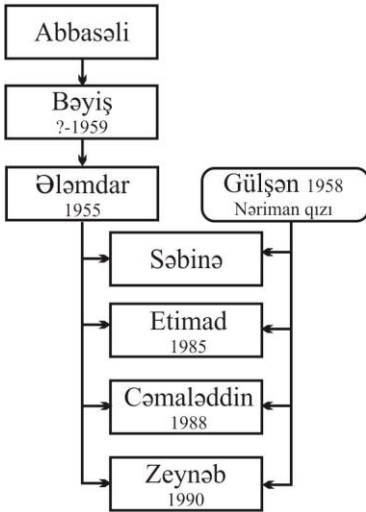 Abbasəli
Bəyiş
?-1959
Ələmdar
1955
Gülşən 1958
Nəriman qızı
Səbinə
Etimad
1985
Cəmaləddin
1988
Zeynəb
1990